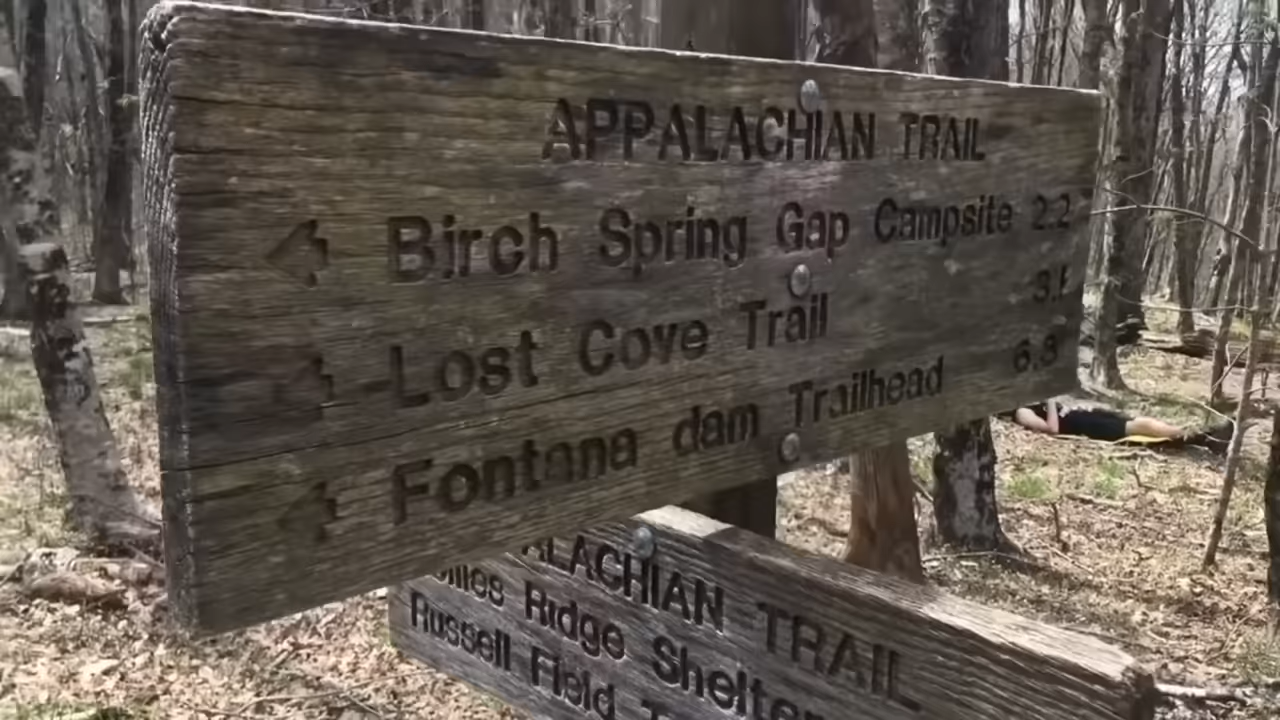 APPALACHIAN TRAIL
Birch Spring Gap Campsite 2.2
Lost Cove Trail
Fontana dam Trailhead 6.3
ALACHIAN TRAIL
Ridge Shelter
Russell Field